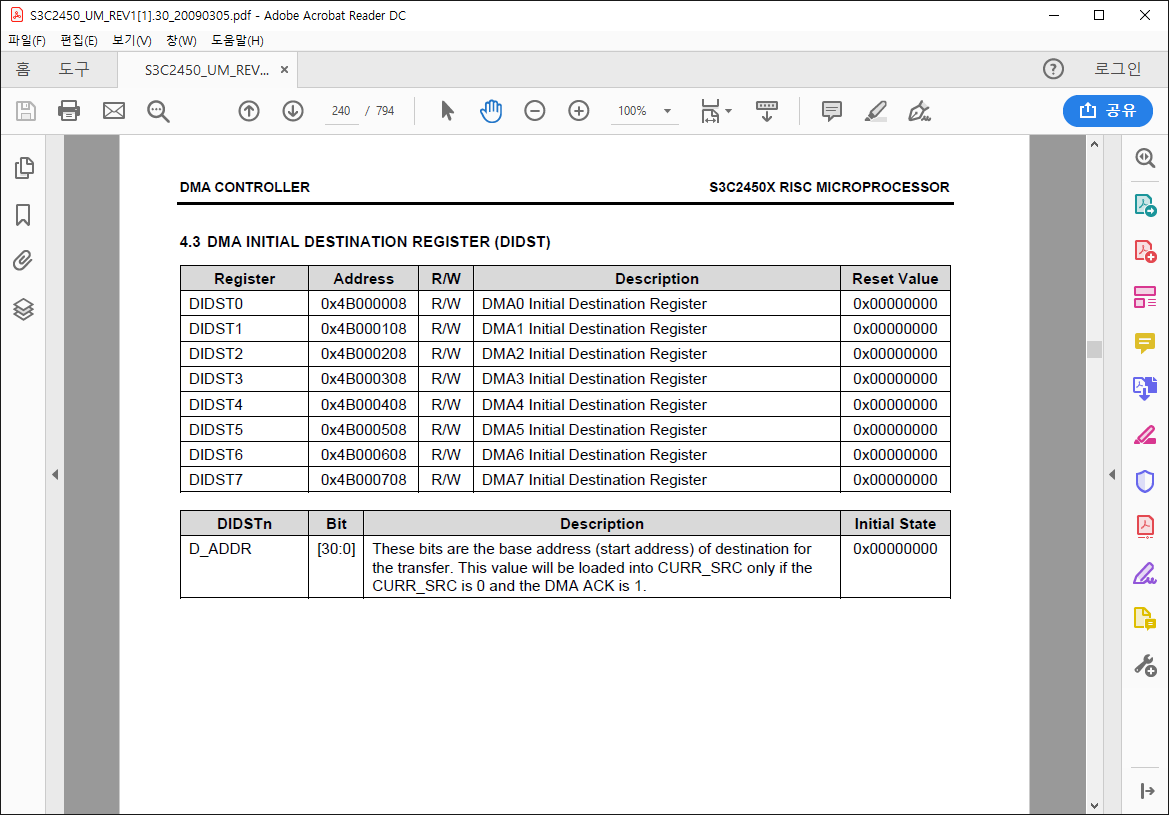 S3C2450_UM_REV1[1].30_20090305.pdf - Adobe Acrobat Reader DC
파일(F) 편집(E) 보기(V) 창(W) 도움말(H)
홈 도구 S3C2450_UM_REV... × ? 로그인
240 / 794 100% 공유
DMA CONTROLLER S3C2450X RISC MICROPROCESSOR
4.3 DMA INITIAL DESTINATION REGISTER (DIDST)
Register Address R/W Description Reset Value
DIDST0 0x4B000008 R/W DMA0 Initial Destination Register 0x00000000
DIDST1 0x4B000108 R/W DMA1 Initial Destination Register 0x00000000
DIDST2 0x4B000208 R/W DMA2 Initial Destination Register 0x00000000
DIDST3 0x4B000308 R/W DMA3 Initial Destination Register 0x00000000
DIDST4 0x4B000408 R/W DMA4 Initial Destination Register 0x00000000
DIDST5 0x4B000508 R/W DMA5 Initial Destination Register 0x00000000
DIDST6 0x4B000608 R/W DMA6 Initial Destination Register 0x00000000
DIDST7 0x4B000708 R/W DMA7 Initial Destination Register 0x00000000
DIDSTn Bit Description Initial State
D_ADDR [30:0] These bits are the base address (start address) of destination for 0x00000000
the transfer. This value will be loaded into CURR_SRC only if the
CURR_SRC is 0 and the DMA ACK is 1.